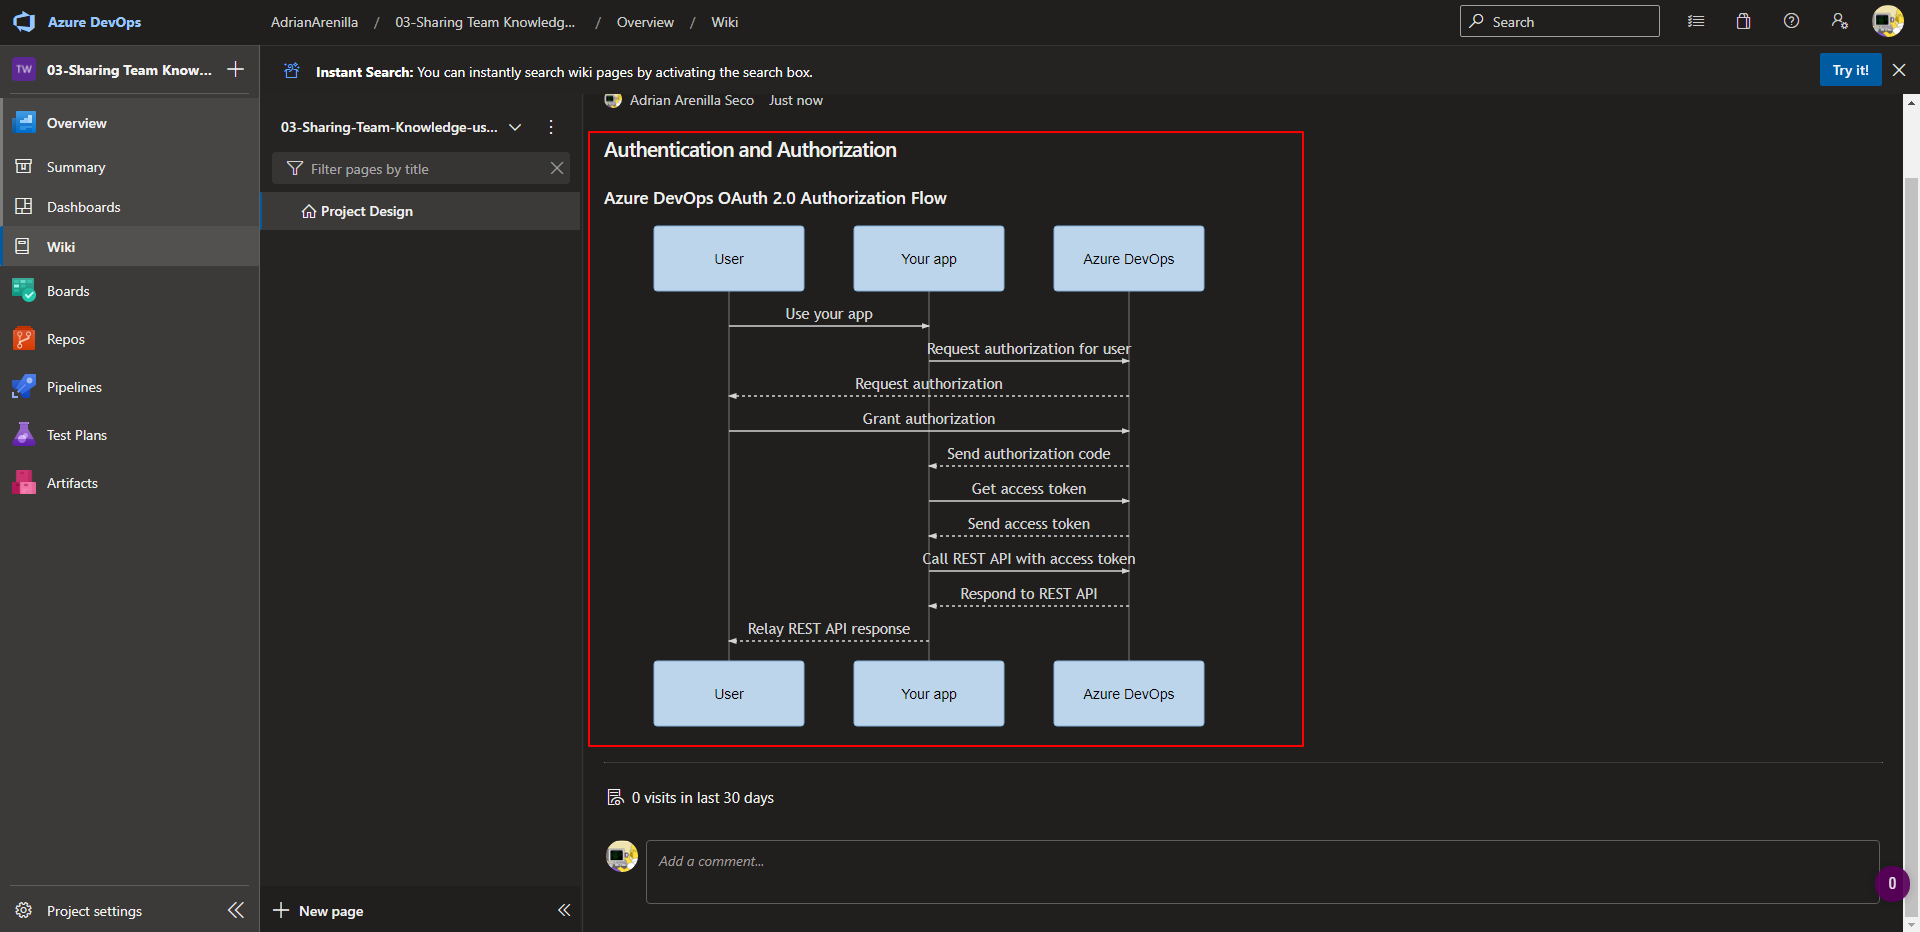 Azure DevOps
AdrianArenilla / 03-Sharing Team Knowledg... / Overview / Wiki
Search
TW
03-Sharing Team Know...
Instant Search: You can instantly search wiki pages by activating the search box.
Try it!
Overview
Summary
Dashboards
Wiki
Boards
Repos
Pipelines
Test Plans
Artifacts
Project settings
03-Sharing-Team-Knowledge-us...
Filter pages by title
Project Design
New page
Adrian Arenilla Seco Just now
Authentication and Authorization
Azure DevOps OAuth 2.0 Authorization Flow
User Your app Azure DevOps
Use your app
Request authorization for user
Request authorization
Grant authorization
Send authorization code
Get access token
Send access token
Call REST API with access token
Respond to REST API
Relay REST API response
User Your app Azure DevOps
0 visits in last 30 days
Add a comment...
0